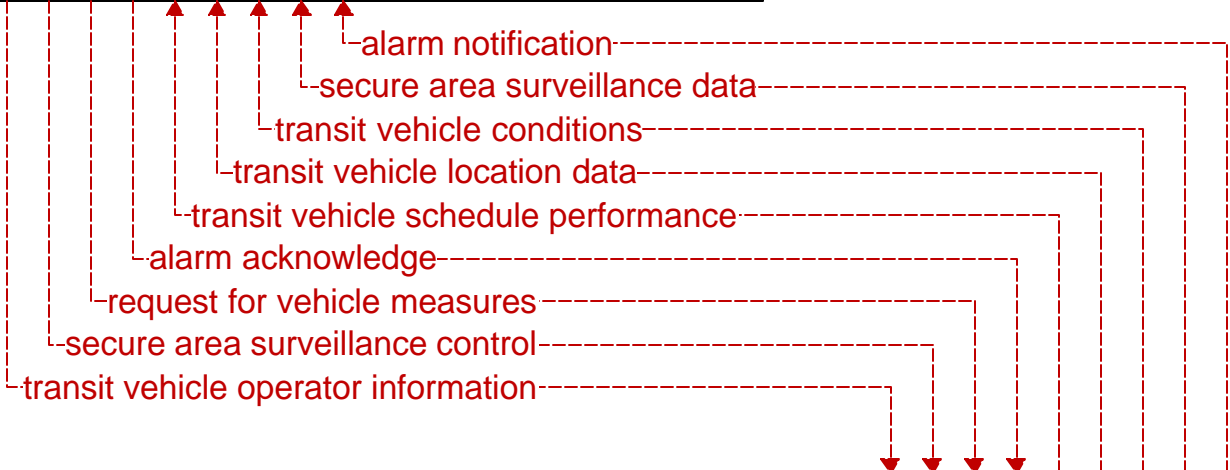 alarm notification
secure area surveillance data
transit vehicle conditions
transit vehicle location data
transit vehicle schedule performance
alarm acknowledge
request for vehicle measures
secure area surveillance control
transit vehicle operator information